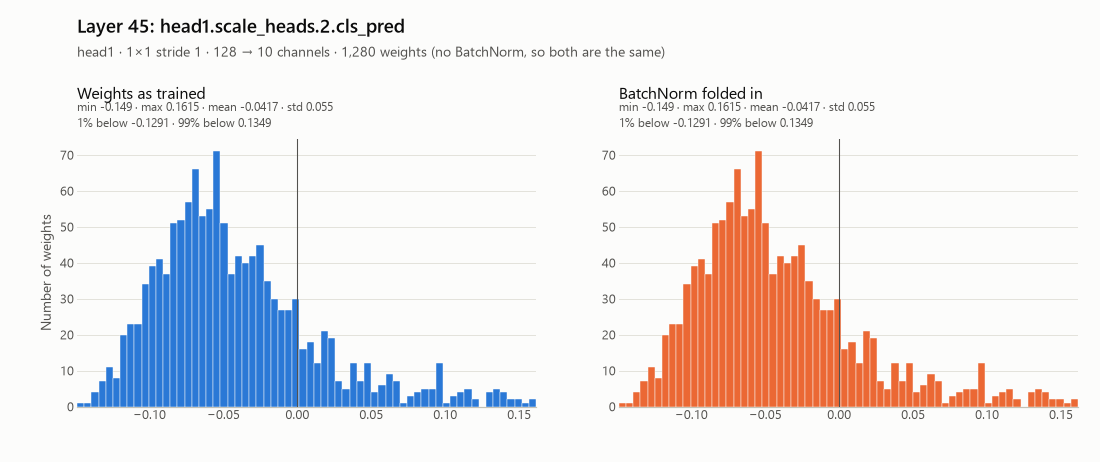 Layer 45: head1.scale_heads.2.cls_pred
head1 · 1×1 stride 1 · 128 → 10 channels · 1,280 weights (no BatchNorm, so both are the same)
Weights as trained
min -0.149 · max 0.1615 · mean -0.0417 · std 0.055
1% below -0.1291 · 99% below 0.1349
Number of weights
70
60
50
40
30
20
10
0
−0.10 −0.05 0.00 0.05 0.10 0.15
BatchNorm folded in
min -0.149 · max 0.1615 · mean -0.0417 · std 0.055
1% below -0.1291 · 99% below 0.1349
70
60
50
40
30
20
10
0
−0.10 −0.05 0.00 0.05 0.10 0.15